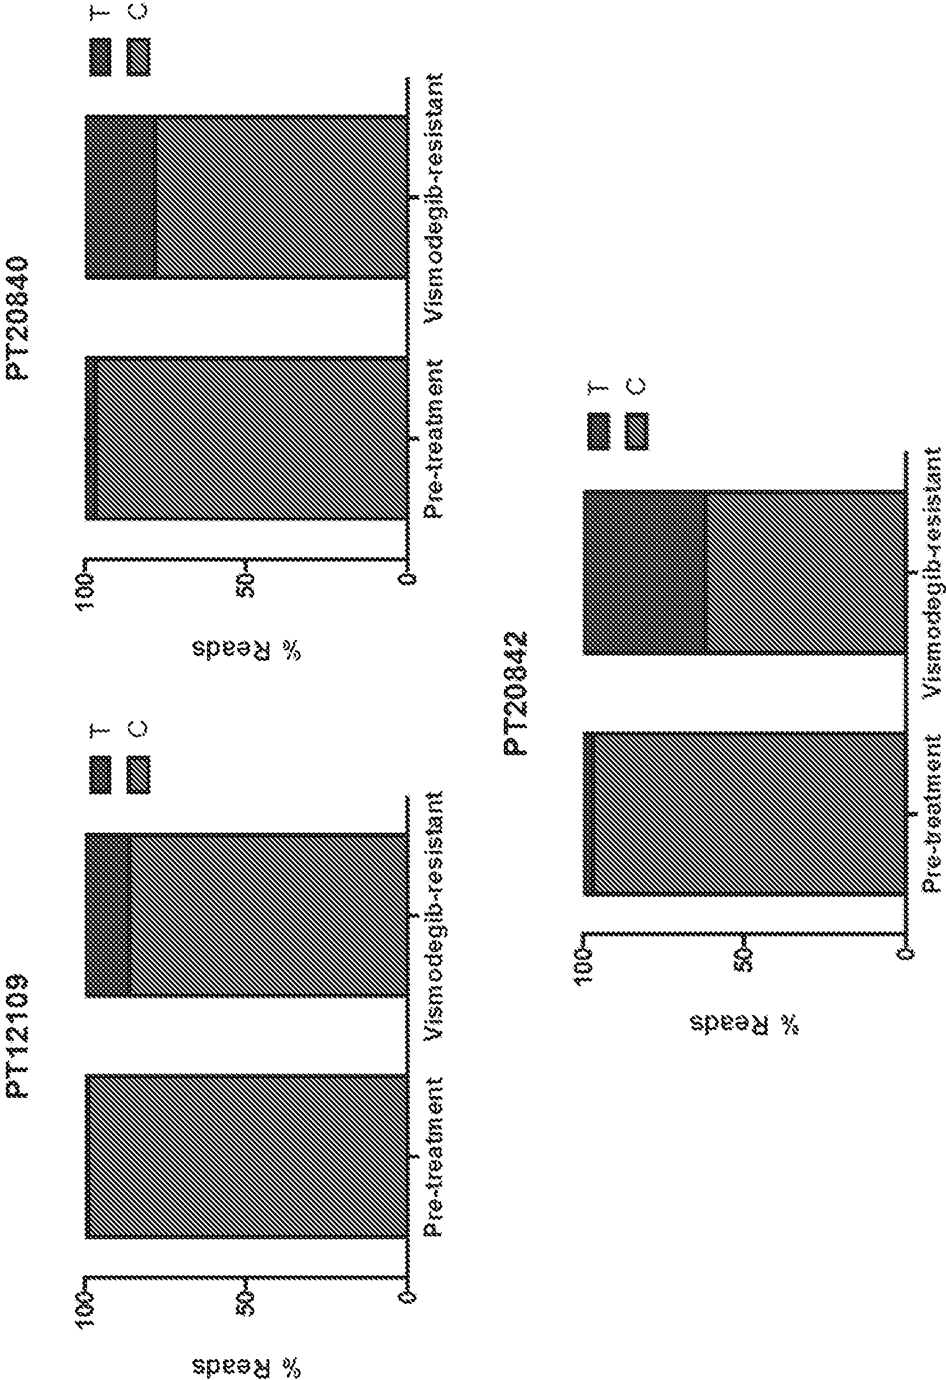 PT12109
% Reads
100
50
0
Pre-treatment
Vismodegib-resistant
T
C
PT20840
% Reads
100
50
0
Pre-treatment
Vismodegib-resistant
T
C
PT20842
% Reads
100
50
0
Pre-treatment
Vismodegib-resistant
T
C